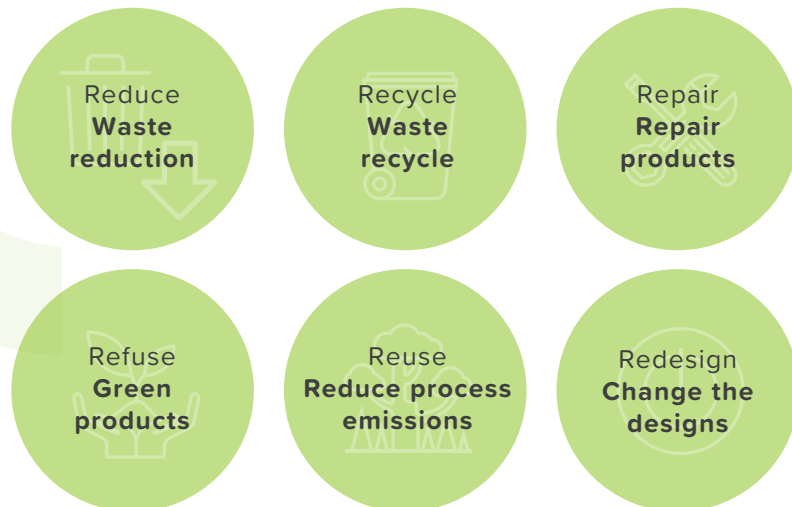 Reduce
Waste
reduction
Recycle
Waste
recycle
Repair
Repair
products
Refuse
Green
products
Reuse
Reduce process
emissions
Redesign
Change the
designs